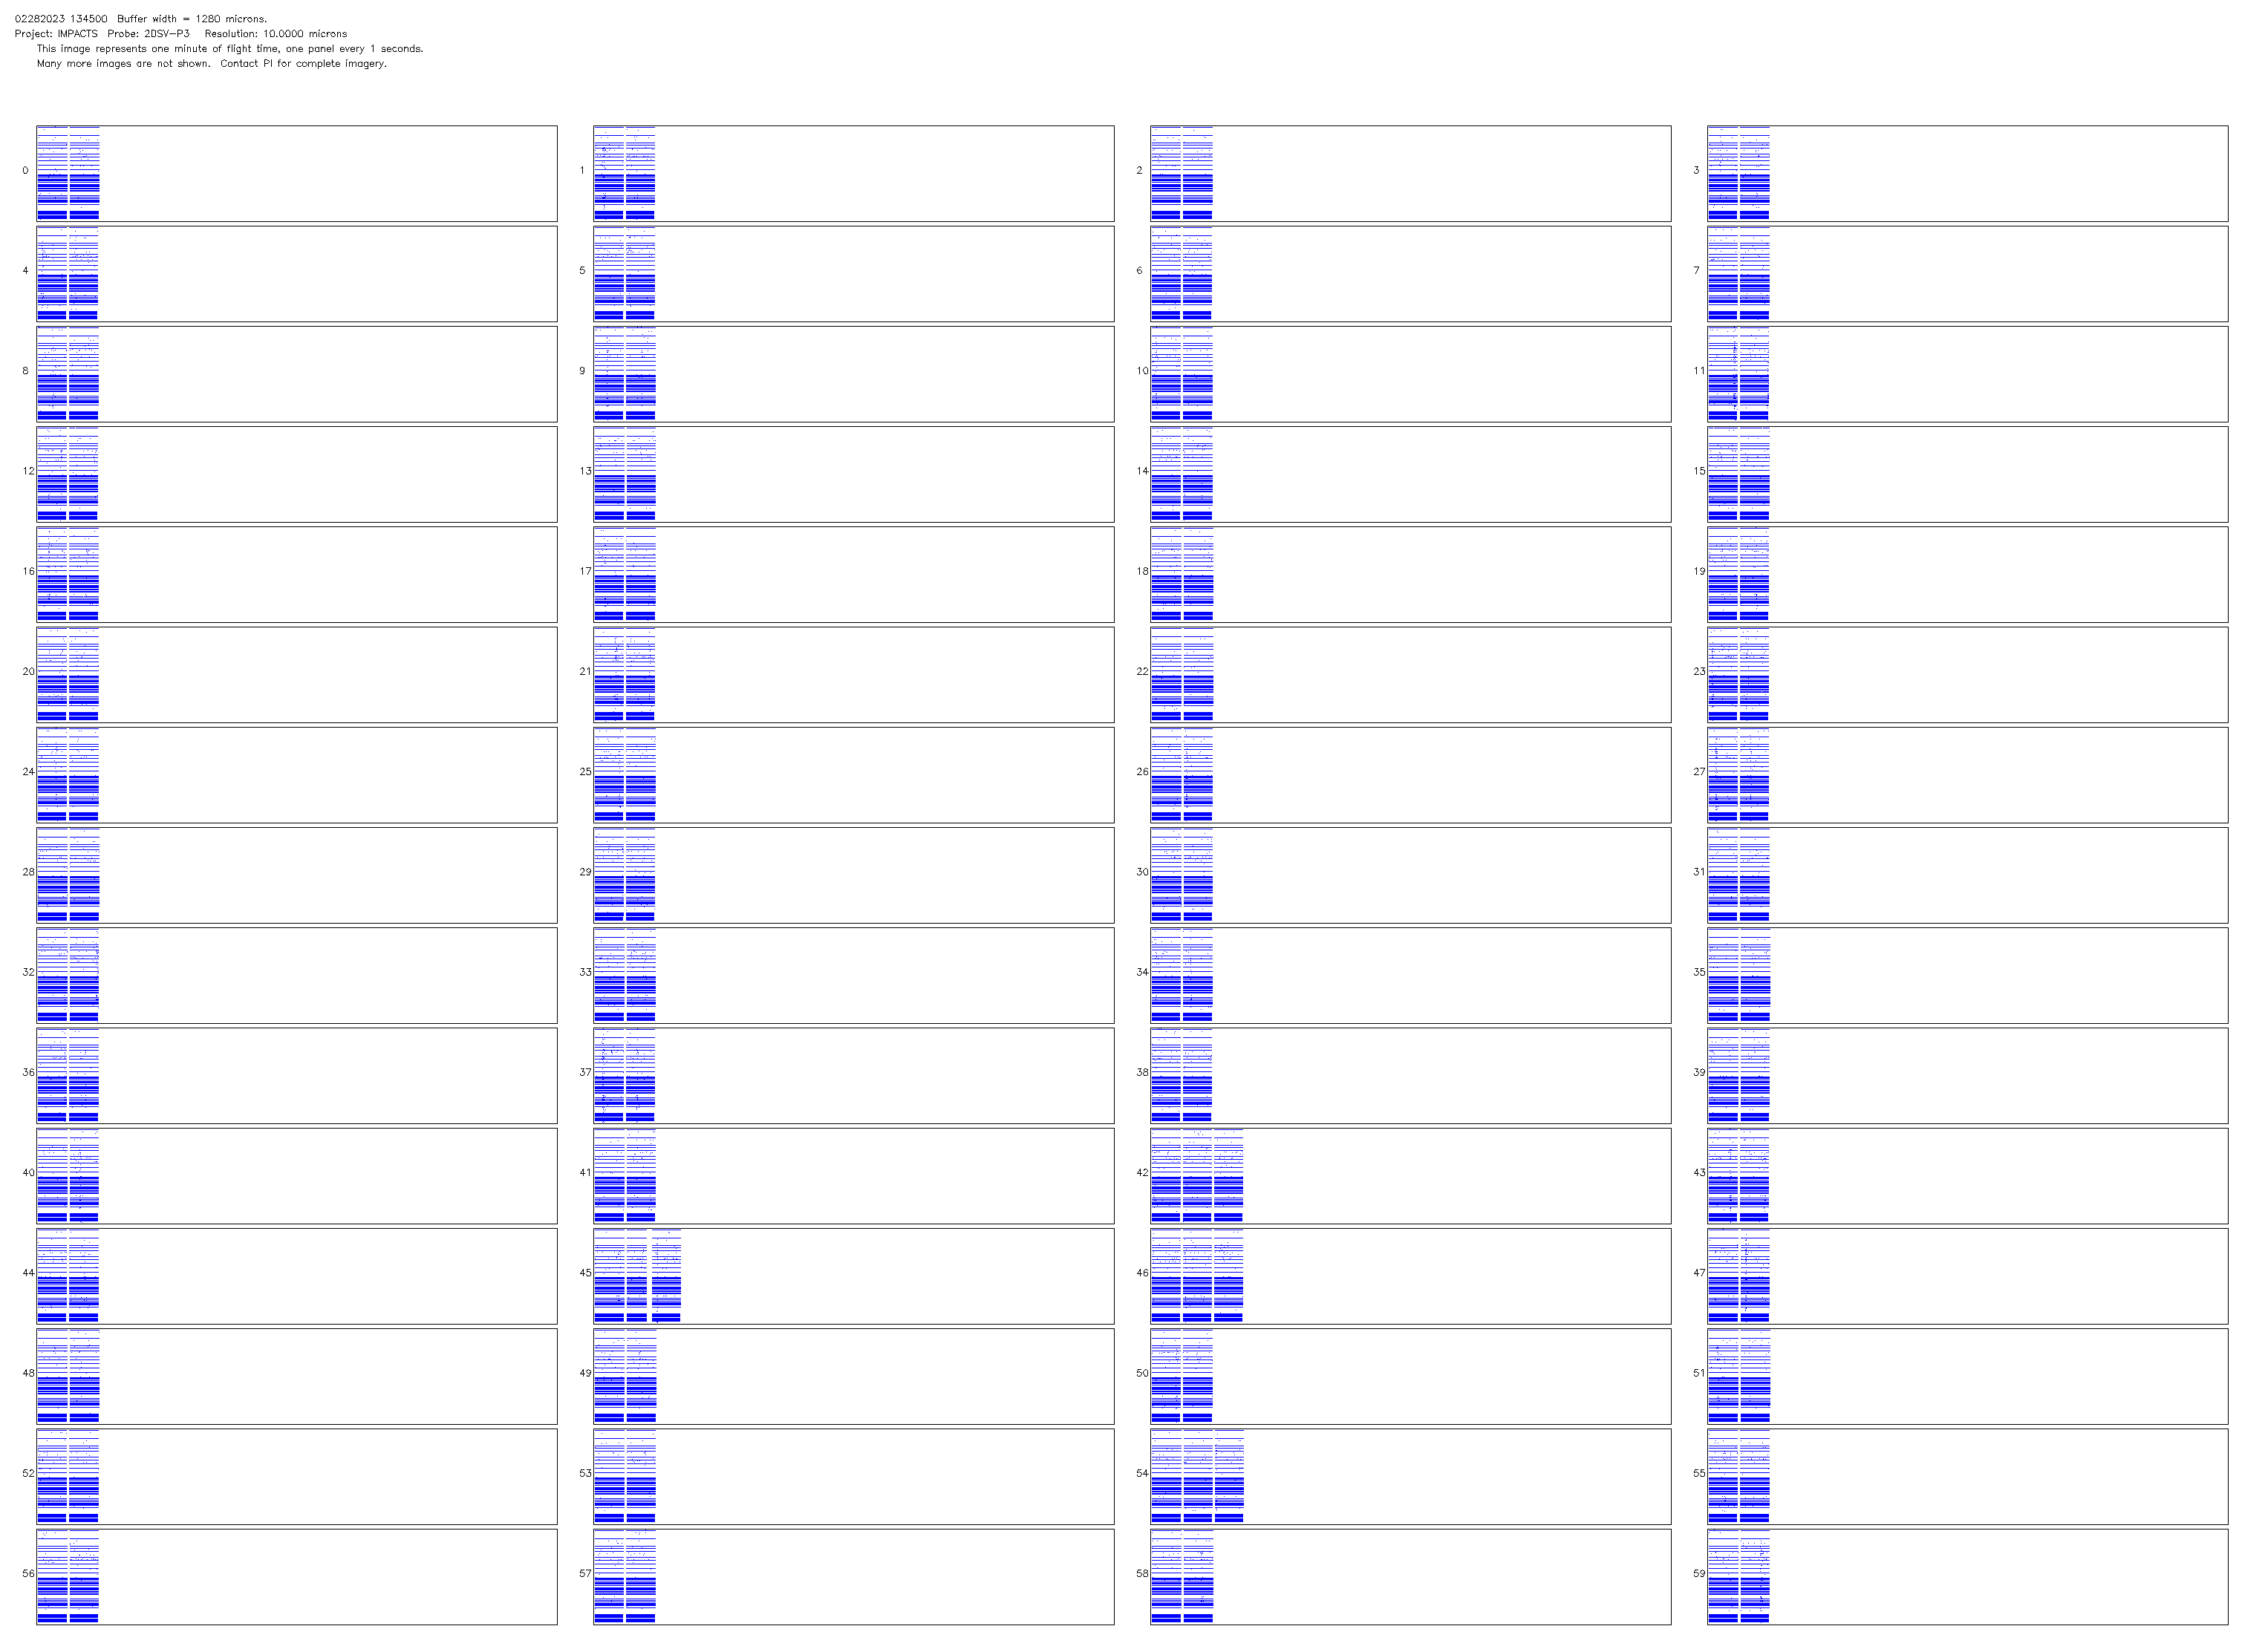 02282023 134500  Buffer width = 1280 microns.
Project: IMPACTS  Probe: 2DSV-P3    Resolution: 10.0000 microns
This image represents one minute of flight time, one panel every 1 seconds.
Many more images are not shown.  Contact PI for complete imagery.
0 1 2 3
4 5 6 7
8 9 10 11
12 13 14 15
16 17 18 19
20 21 22 23
24 25 26 27
28 29 30 31
32 33 34 35
36 37 38 39
40 41 42 43
44 45 46 47
48 49 50 51
52 53 54 55
56 57 58 59